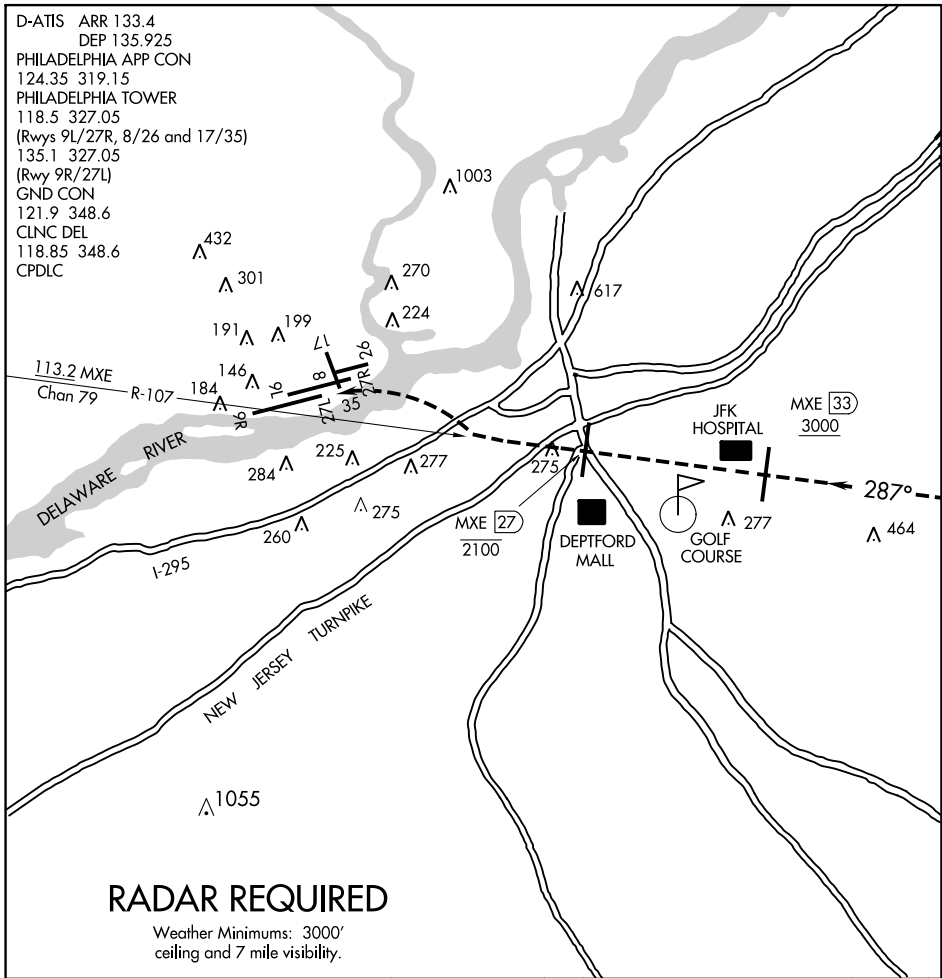 D-ATIS ARR 133.4
DEP 135.925
PHILADELPHIA APP CON
124.35 319.15
PHILADELPHIA TOWER
118.5 327.05
(Rwys 9L/27R, 8/26 and 17/35)
135.1 327.05
(Rwy 9R/27L)
GND CON
121.9 348.6
CLNC DEL
118.85 348.6
CPDLC
1003
432
301
270
617
224
199
191
17
26
8
27R
146
9L
113.2 MXE
Chan 79
R-107
184
9R
27L
35
JFK
HOSPITAL
MXE 33
3000
DELAWARE RIVER
225
284
277
275
287°
275
MXE 27
2100
260
DEPTFORD
MALL
GOLF
COURSE
277
464
I-295
NEW JERSEY TURNPIKE
1055
RADAR REQUIRED
Weather Minimums: 3000'
ceiling and 7 mile visibility.